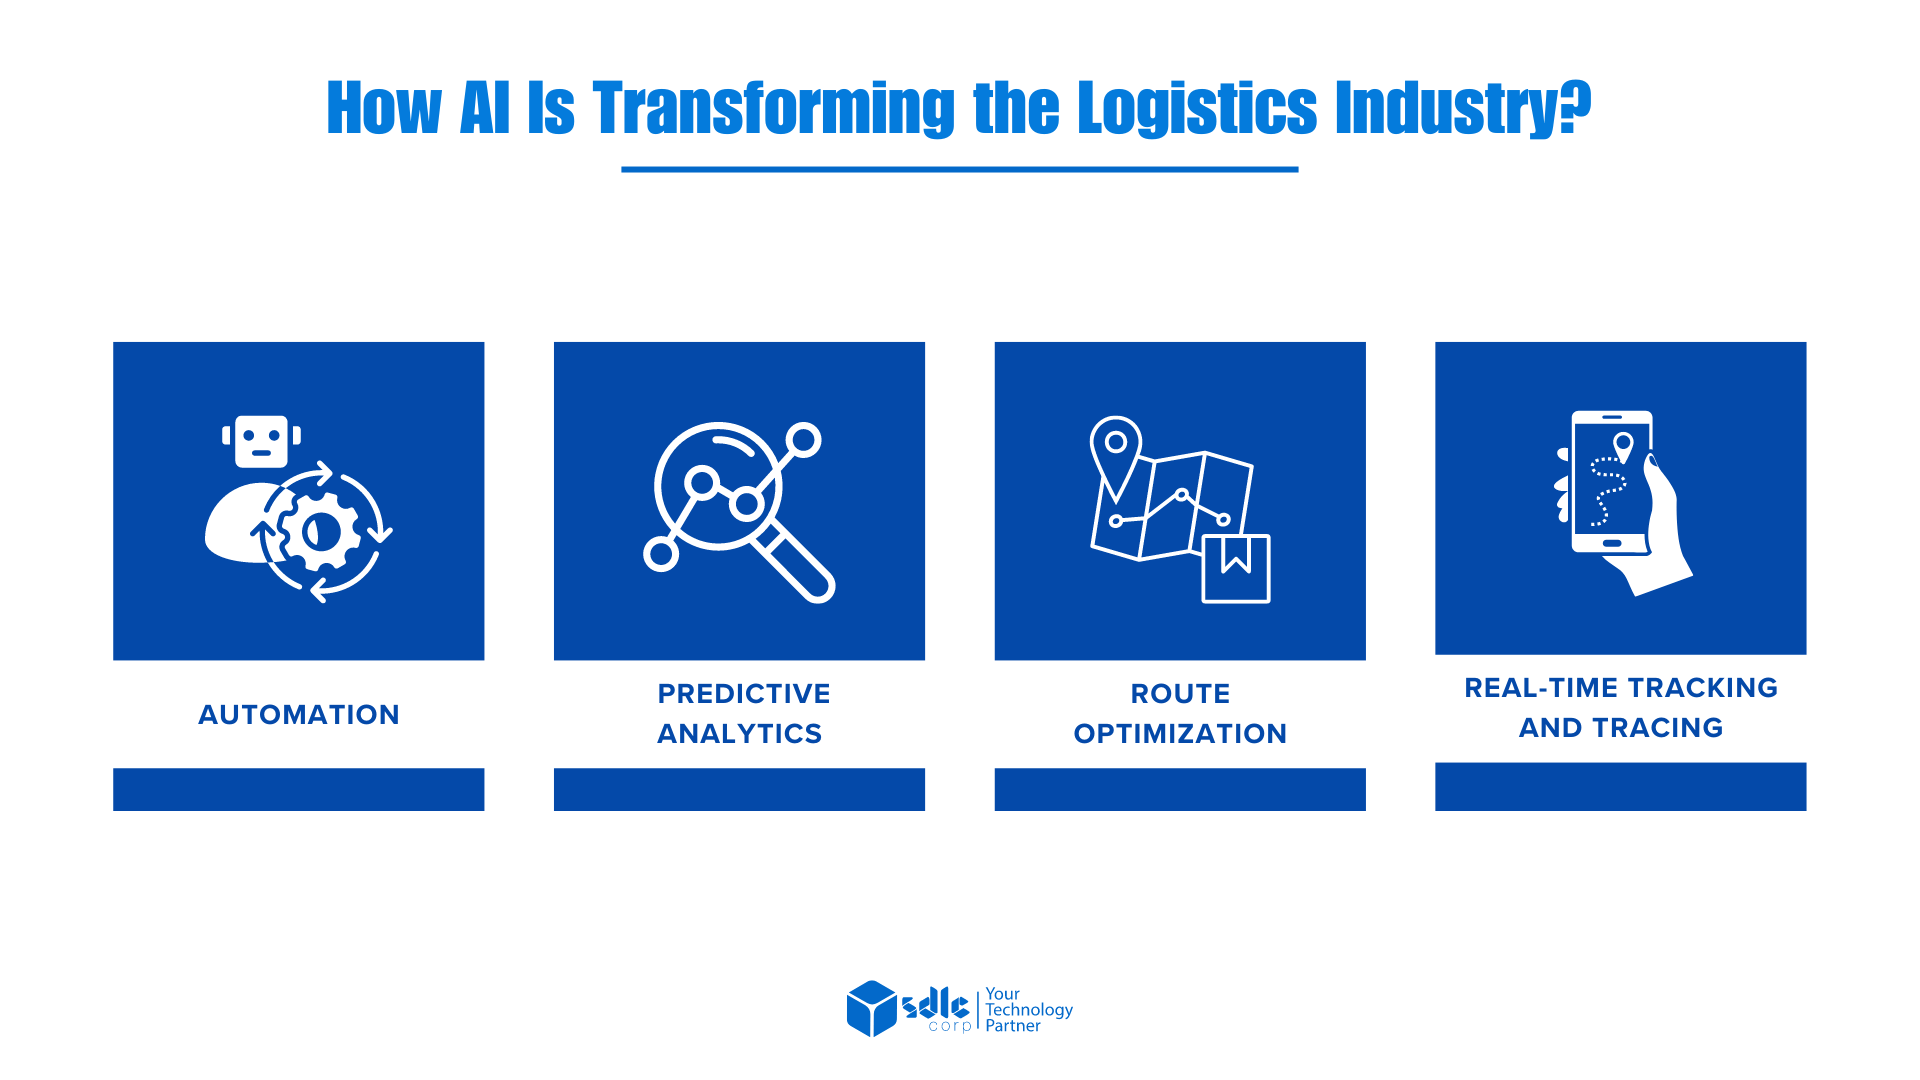 How AI Is Transforming the Logistics Industry?
AUTOMATION
PREDICTIVE
ANALYTICS
ROUTE
OPTIMIZATION
REAL-TIME TRACKING
AND TRACING
sdlc
corp
Your
Technology
Partner